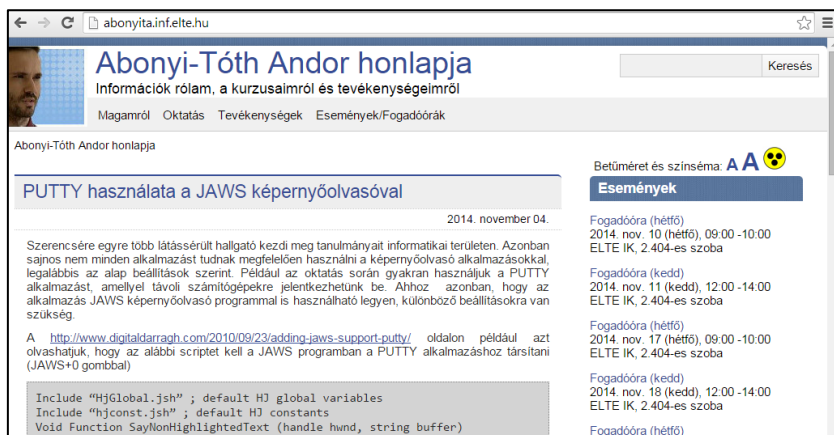 abonyita.inf.elte.hu
Abonyi-Tóth Andor honlapja
Információk rólam, a kurzusaimról és tevékenységeimről
Keresés
Magamról Oktatás Tevékenységek Események/Fogadóórák
Abonyi-Tóth Andor honlapja
PUTTY használata a JAWS képernyőolvasóval
2014. november 04.
Szerencsére egyre több látássérült hallgató kezdi meg tanulmányait informatikai területen. Azonban
sajnos nem minden alkalmazást tudnak megfelelően használni a képernyőolvasó alkalmazásokkal,
legalábbis az alap beállítások szerint. Például az oktatás során gyakran használjuk a PUTTY
alkalmazást, amellyel távoli számítógépekre jelentkezhetünk be. Ahhoz azonban, hogy az
alkalmazás JAWS képernyőolvasó programmal is használható legyen, különböző beállításokra van
szükség.
A http://www.digitaldarragh.com/2010/09/23/adding-jaws-support-putty/ oldalon például azt
olvashatjuk, hogy az alábbi scriptet kell a JAWS programban a PUTTY alkalmazáshoz társítani
(JAWS+0 gombbal)
Include “HjGlobal.jsh” ; default HJ global variables
Include “hjconst.jsh” ; default HJ constants
Void Function SayNonHighlightedText (handle hwnd, string buffer)
Betűméret és színséma: A A
Események
Fogadóóra (hétfő)
2014. nov. 10 (hétfő), 09:00 -10:00
ELTE IK, 2.404-es szoba
Fogadóóra (kedd)
2014. nov. 11 (kedd), 12:00 -14:00
ELTE IK, 2.404-es szoba
Fogadóóra (hétfő)
2014. nov. 17 (hétfő), 09:00 -10:00
ELTE IK, 2.404-es szoba
Fogadóóra (kedd)
2014. nov. 18 (kedd), 12:00 -14:00
ELTE IK, 2.404-es szoba
Fogadóóra (hétfő)